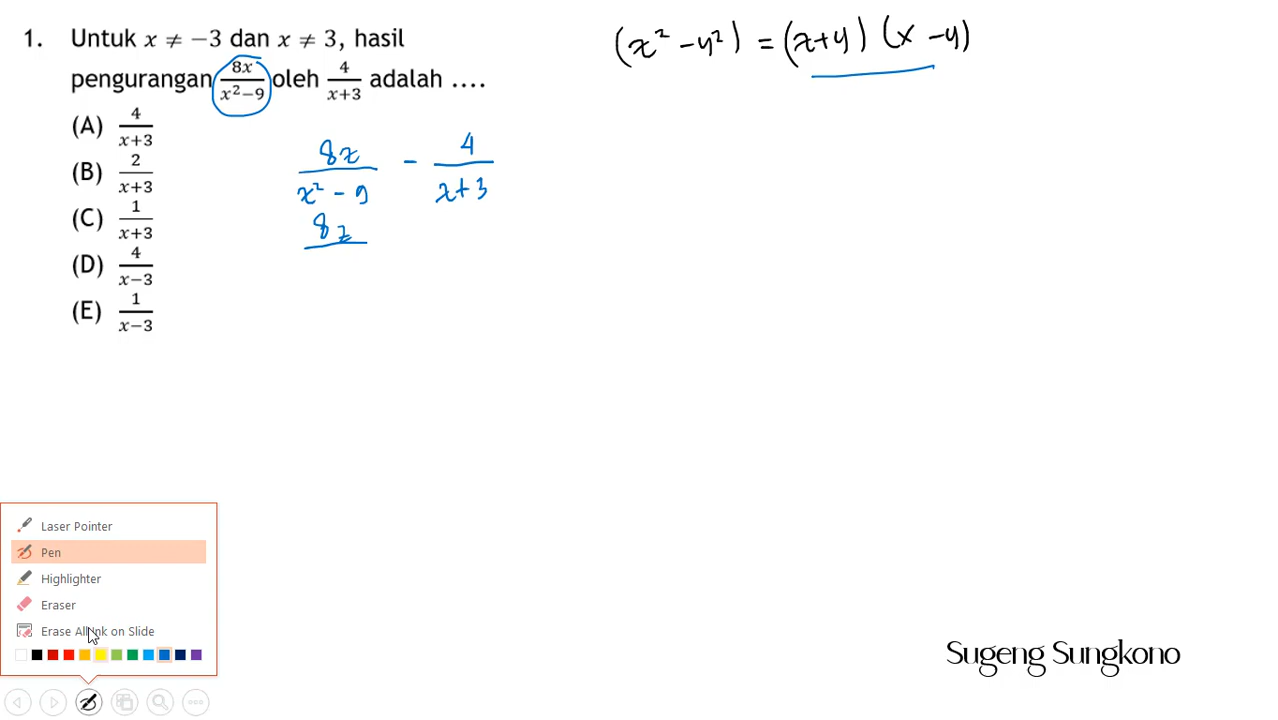 1. Untuk x ≠ −3 dan x ≠ 3, hasil
pengurangan 8x/(x²−9) oleh 4/(x+3) adalah ....
(A) 4/(x+3)
(B) 2/(x+3)
(C) 1/(x+3)
(D) 4/(x−3)
(E) 1/(x−3)
(x² − y²) = (x+y) (x − y)
8x/(x² − 9) − 4/(x+3)
8x
Laser Pointer
Pen
Highlighter
Eraser
Erase All Ink on Slide
Sugeng Sungkono